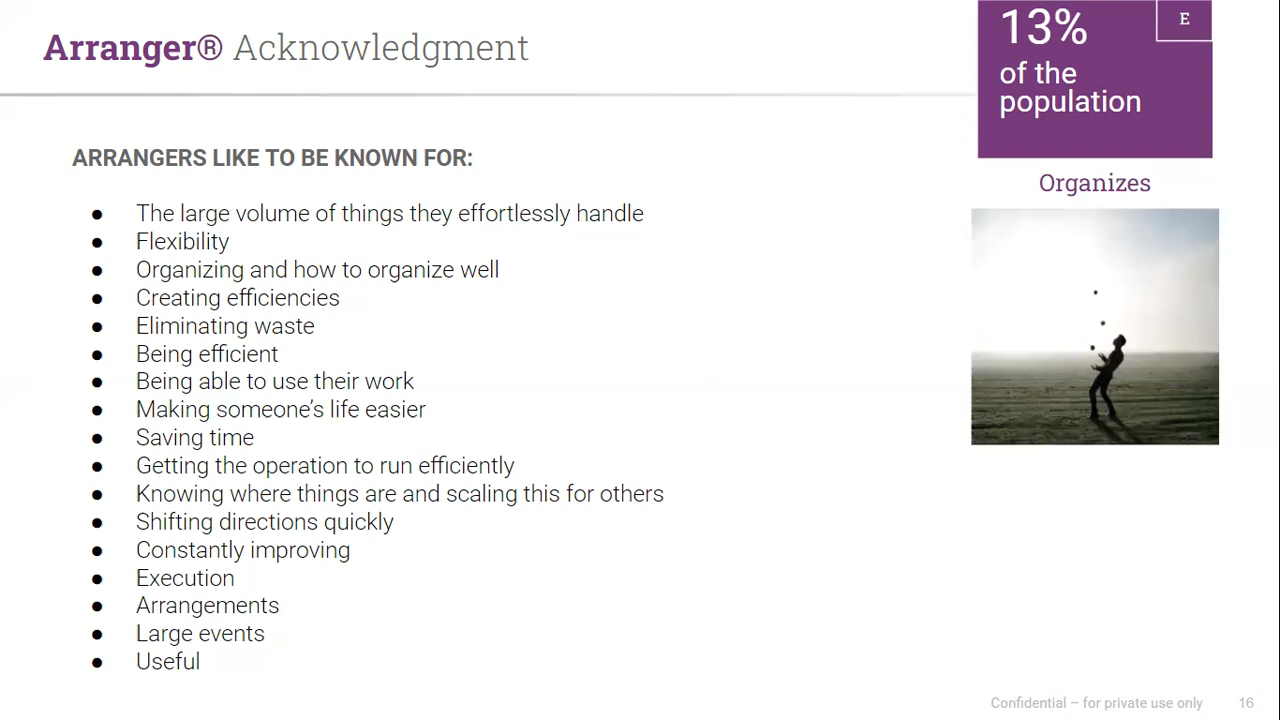 Arranger® Acknowledgment
13%
E
of the
population
Organizes
ARRANGERS LIKE TO BE KNOWN FOR:
● The large volume of things they effortlessly handle
● Flexibility
● Organizing and how to organize well
● Creating efficiencies
● Eliminating waste
● Being efficient
● Being able to use their work
● Making someone’s life easier
● Saving time
● Getting the operation to run efficiently
● Knowing where things are and scaling this for others
● Shifting directions quickly
● Constantly improving
● Execution
● Arrangements
● Large events
● Useful
Confidential – for private use only 16